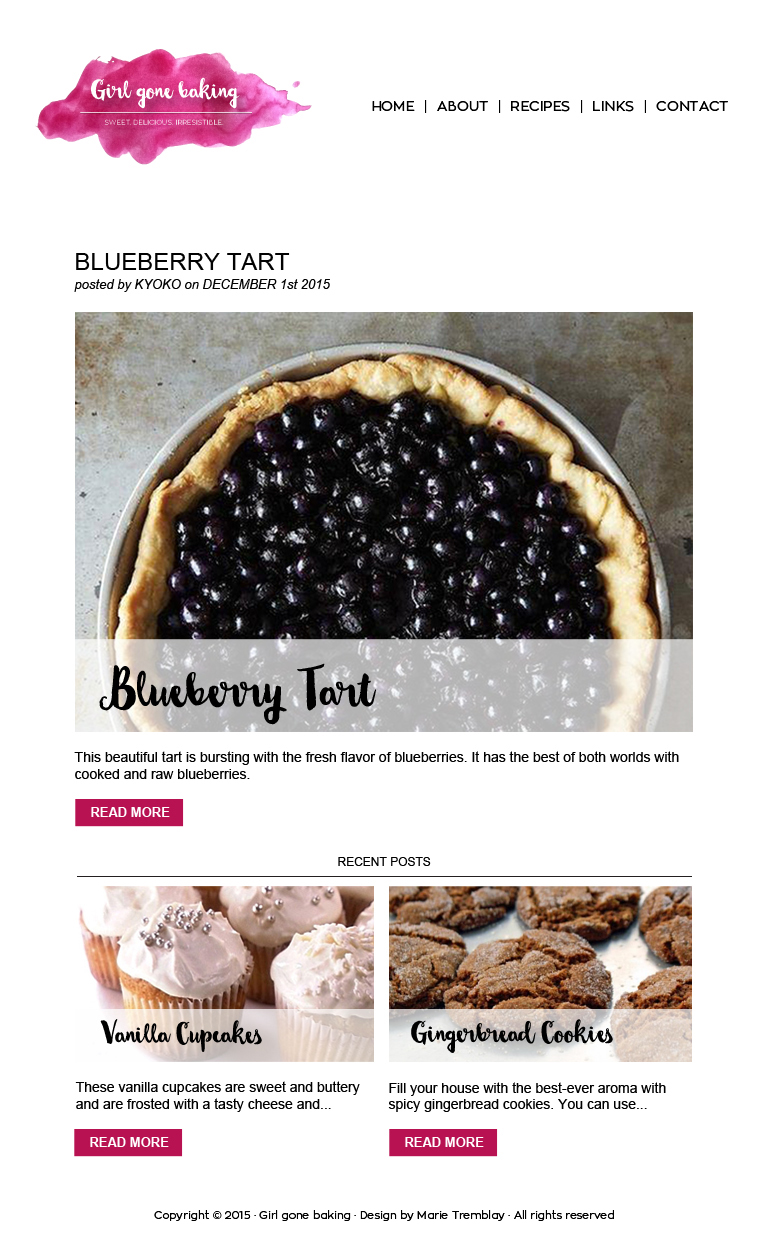 Girl gone baking
SWEET. DELICIOUS. IRRESISTIBLE.
HOME | ABOUT | RECIPES | LINKS | CONTACT
BLUEBERRY TART
posted by KYOKO on DECEMBER 1st 2015
Blueberry Tart
This beautiful tart is bursting with the fresh flavor of blueberries. It has the best of both worlds with
cooked and raw blueberries.
READ MORE
RECENT POSTS
Vanilla Cupcakes
These vanilla cupcakes are sweet and buttery
and are frosted with a tasty cheese and...
READ MORE
Gingerbread Cookies
Fill your house with the best-ever aroma with
spicy gingerbread cookies. You can use...
READ MORE
Copyright © 2015 · Girl gone baking · Design by Marie Tremblay · All rights reserved